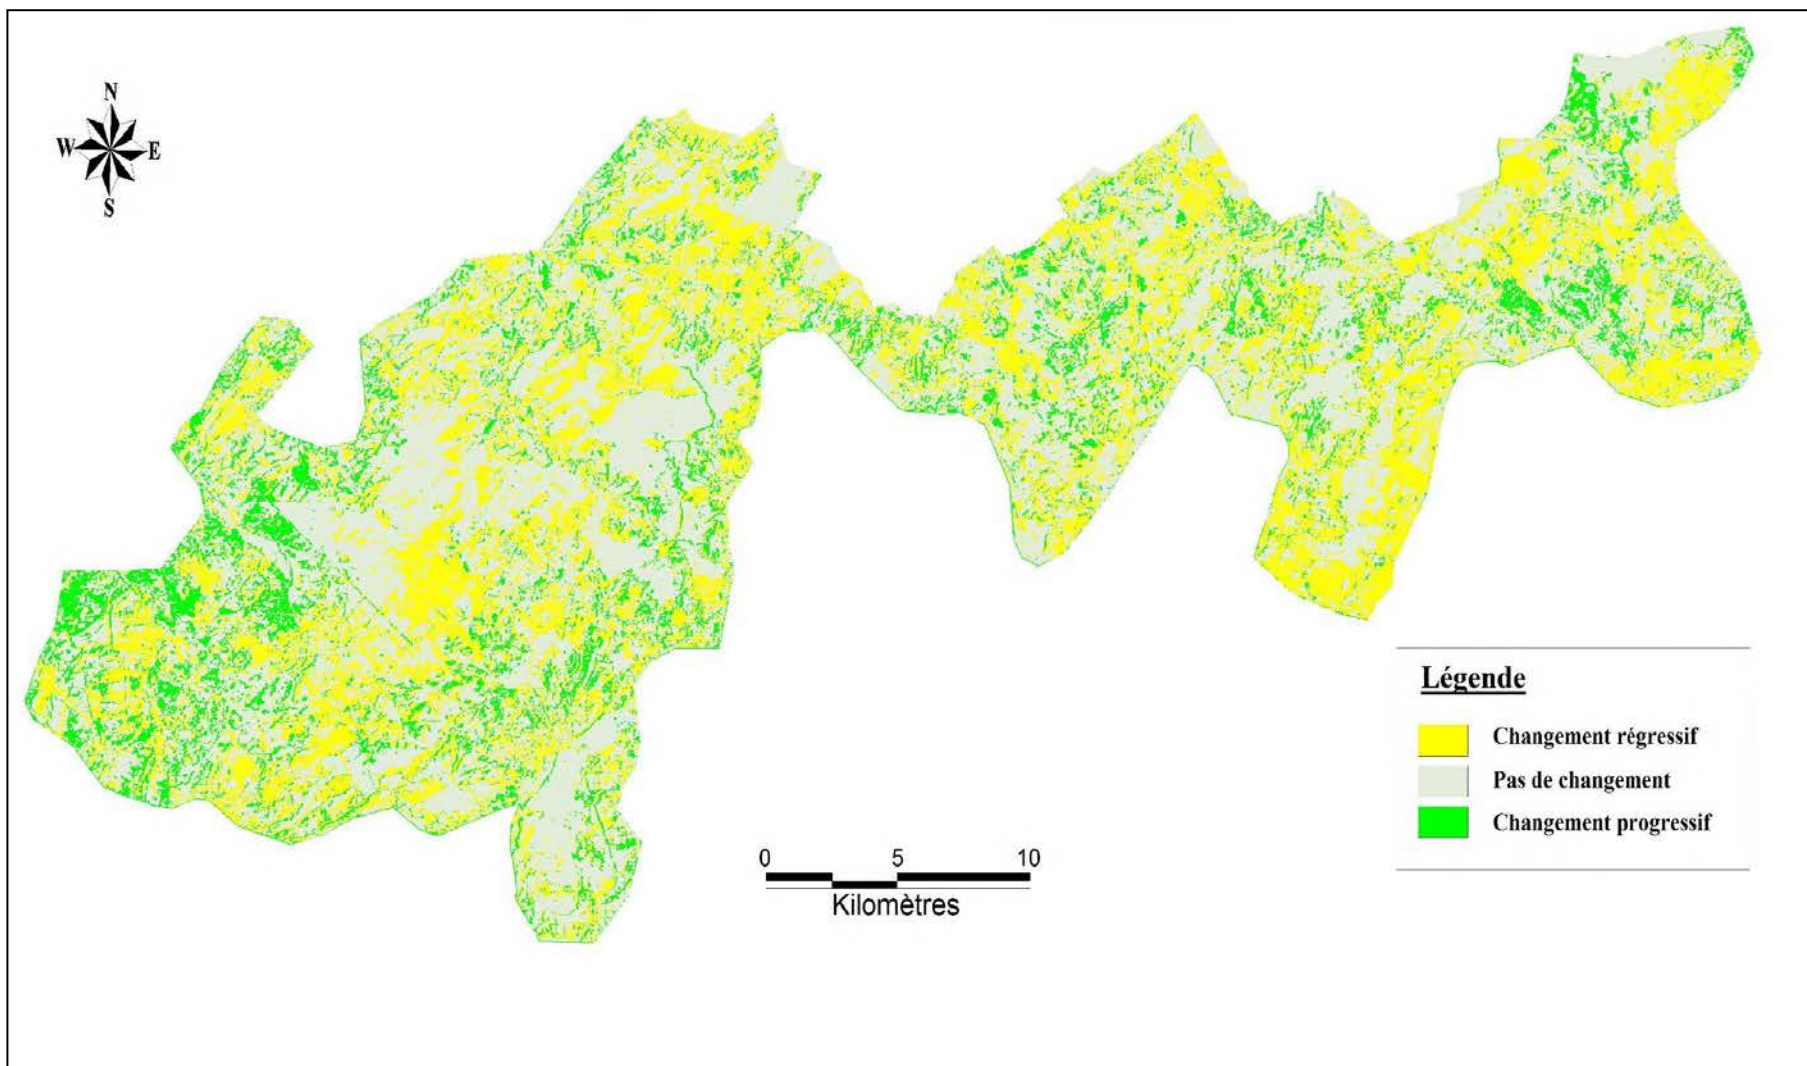 N
W E
S
Légende
Changement régressif
Pas de changement
Changement progressif
0 5 10
Kilomètres